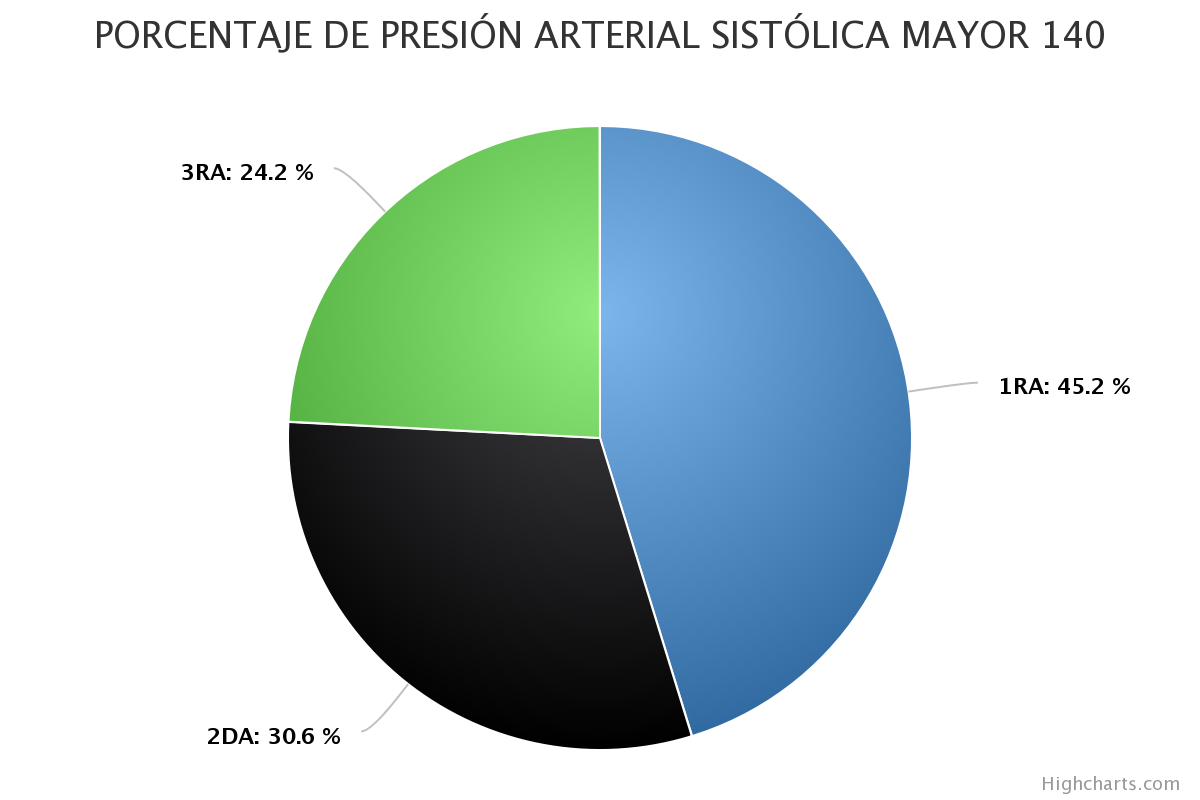 PORCENTAJE DE PRESIÓN ARTERIAL SISTÓLICA MAYOR 140
3RA: 24.2 %
1RA: 45.2 %
2DA: 30.6 %
Highcharts.com